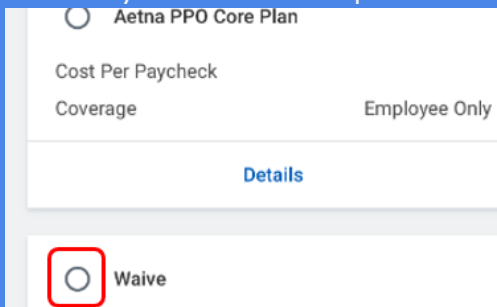 Aetna PPO Core Plan
Cost Per Paycheck
Coverage Employee Only
Details
Waive